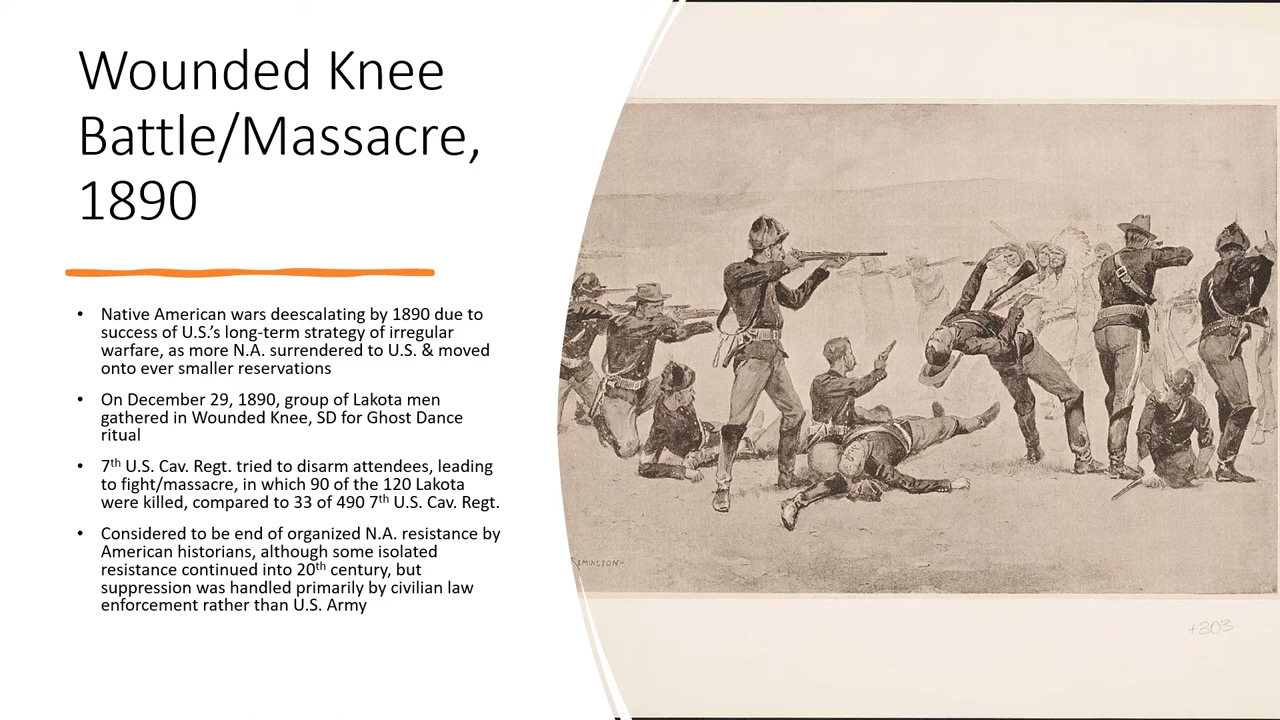 Wounded Knee
Battle/Massacre,
1890
• Native American wars deescalating by 1890 due to
success of U.S.'s long-term strategy of irregular
warfare, as more N.A. surrendered to U.S. & moved
onto ever smaller reservations
• On December 29, 1890, group of Lakota men
gathered in Wounded Knee, SD for Ghost Dance
ritual
• 7th U.S. Cav. Regt. tried to disarm attendees, leading
to fight/massacre, in which 90 of the 120 Lakota
were killed, compared to 33 of 490 7th U.S. Cav. Regt.
• Considered to be end of organized N.A. resistance by
American historians, although some isolated
resistance continued into 20th century, but
suppression was handled primarily by civilian law
enforcement rather than U.S. Army
EMINGTON-
+303